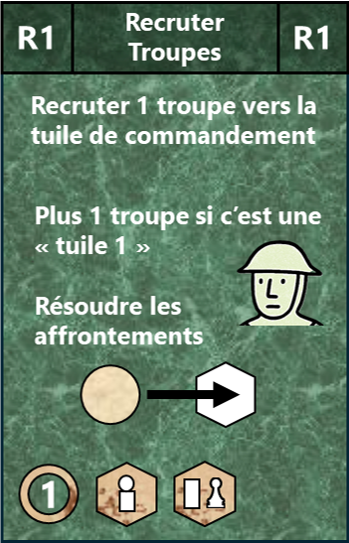 R1
Recruter
Troupes
R1
Recruter 1 troupe vers la
tuile de commandement
Plus 1 troupe si c’est une
« tuile 1 »
Résoudre les
affrontements
1